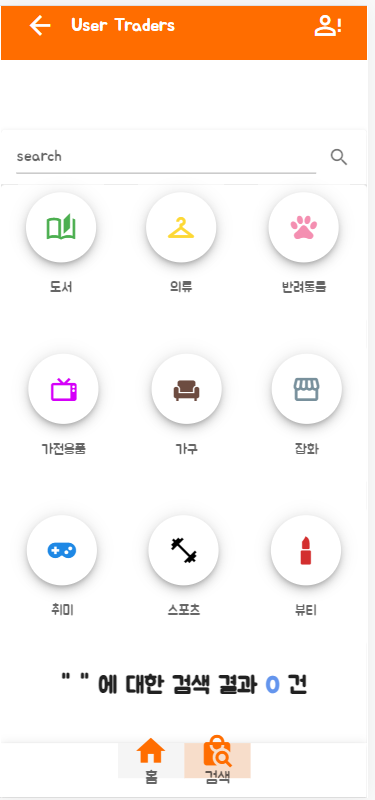 User Traders
search
도서 의류 반려동물
가전용품 가구 잡화
취미 스포츠 뷰티
" " 에 대한 검색 결과 0 건
홈 검색